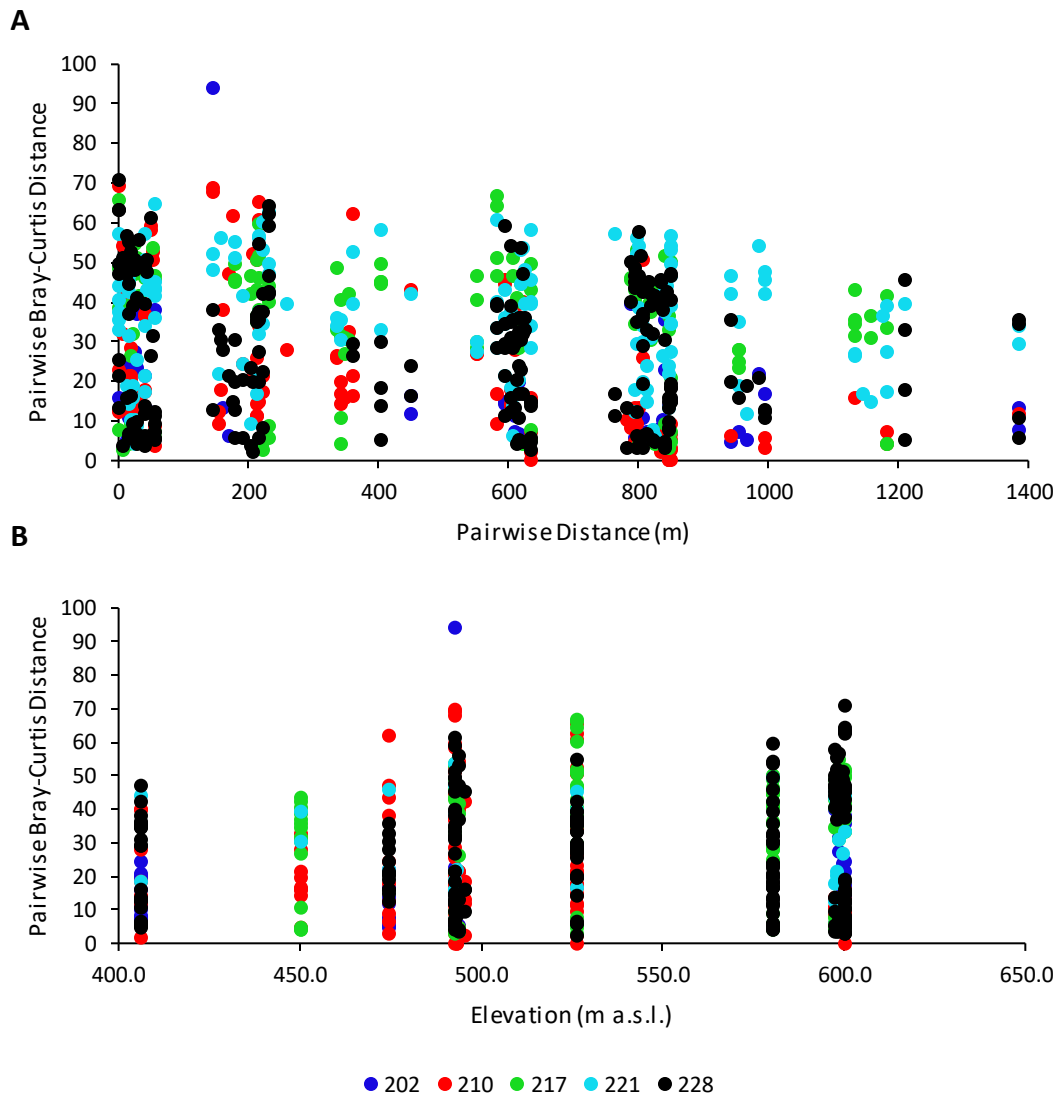 A
100
90
80
70
60
50
40
30
20
10
0
Pairwise Bray-Curtis Distance
0 200 400 600 800 1000 1200 1400
Pairwise Distance (m)
B
100
90
80
70
60
50
40
30
20
10
0
Pairwise Bray-Curtis Distance
400.0 450.0 500.0 550.0 600.0 650.0
Elevation (m a.s.l.)
202 210 217 221 228